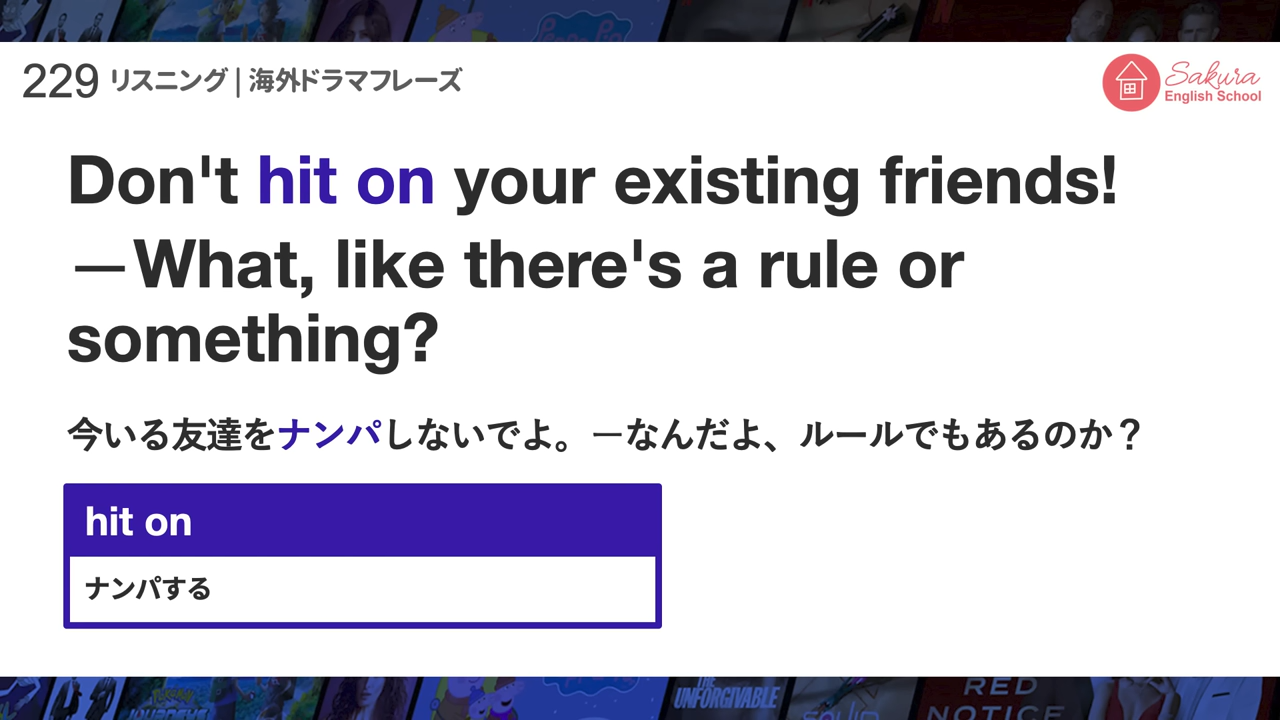 229 リスニング | 海外ドラマフレーズ
Sakura
English School
Don't hit on your existing friends!
—What, like there's a rule or
something?
今いる友達をナンパしないでよ。—なんだよ、ルールでもあるのか？
hit on
ナンパする
THE
UNFORGIVABLE
RED
NOTICE